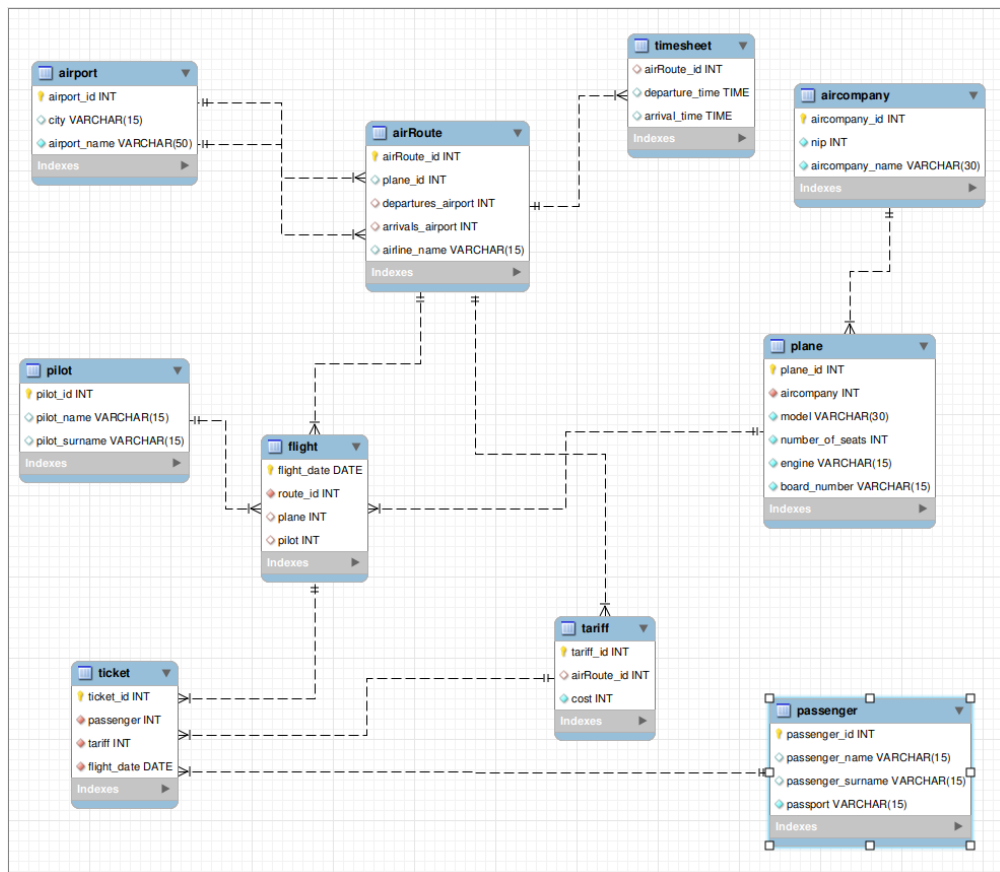 airport
airport_id INT
city VARCHAR(15)
airport_name VARCHAR(50)
Indexes
timesheet
airRoute_id INT
departure_time TIME
arrival_time TIME
Indexes
aircompany
aircompany_id INT
nip INT
aircompany_name VARCHAR(30)
Indexes
airRoute
airRoute_id INT
plane_id INT
departures_airport INT
arrivals_airport INT
airline_name VARCHAR(15)
Indexes
plane
plane_id INT
aircompany INT
model VARCHAR(30)
number_of_seats INT
engine VARCHAR(15)
board_number VARCHAR(15)
Indexes
pilot
pilot_id INT
pilot_name VARCHAR(15)
pilot_surname VARCHAR(15)
Indexes
flight
flight_date DATE
route_id INT
plane INT
pilot INT
Indexes
tariff
tariff_id INT
airRoute_id INT
cost INT
Indexes
ticket
ticket_id INT
passenger INT
tariff INT
flight_date DATE
Indexes
passenger
passenger_id INT
passenger_name VARCHAR(15)
passenger_surname VARCHAR(15)
passport VARCHAR(15)
Indexes